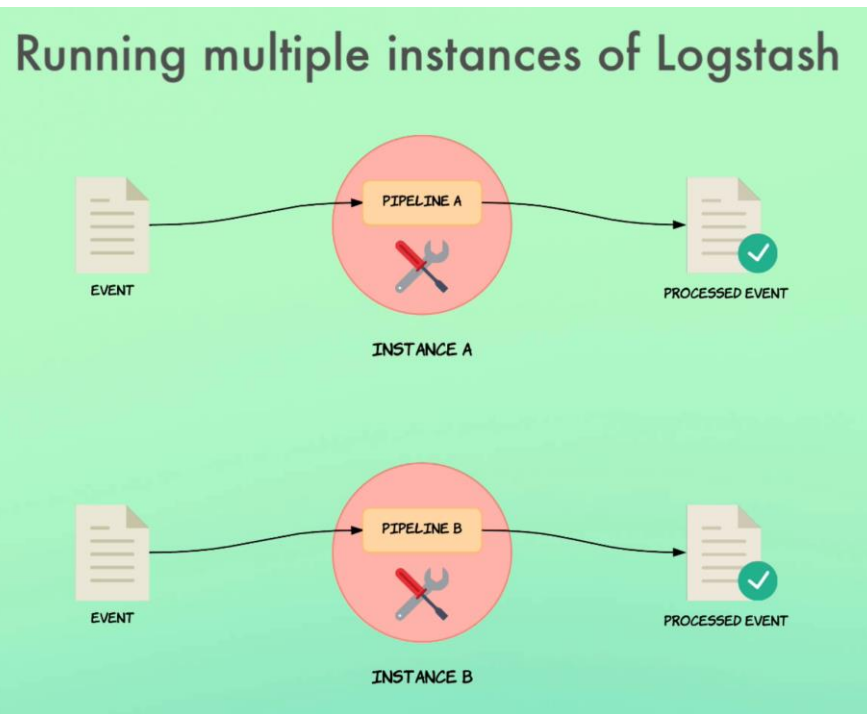 Running multiple instances of Logstash
PIPELINE A
EVENT
PROCESSED EVENT
INSTANCE A
PIPELINE B
EVENT
PROCESSED EVENT
INSTANCE B